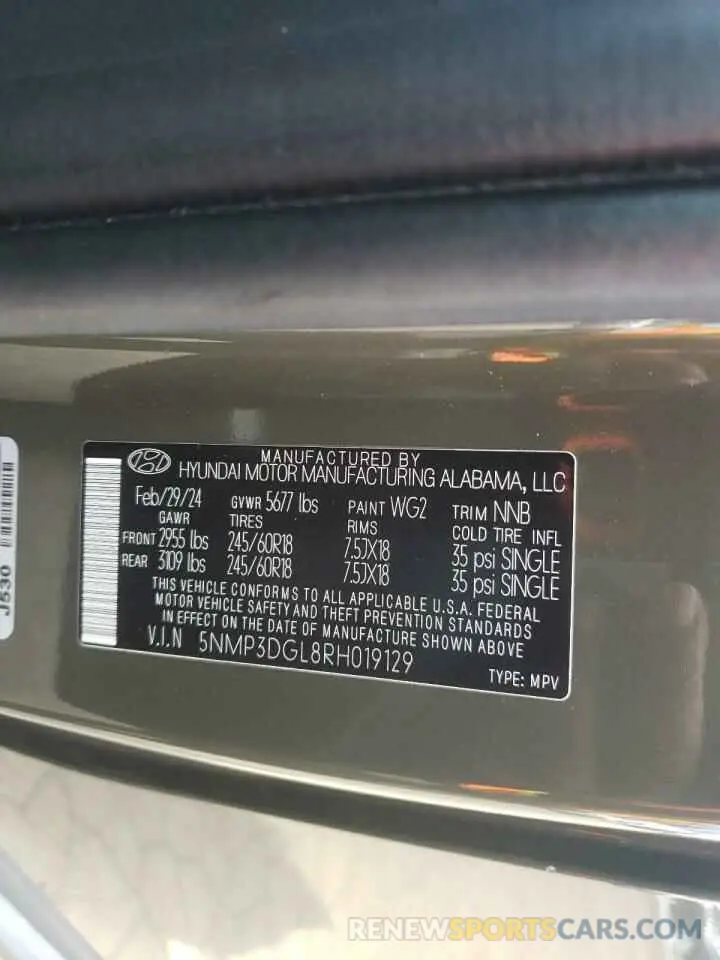 MANUFACTURED BY
HYUNDAI MOTOR MANUFACTURING ALABAMA, LLC
Feb/29/24 GVWR 5677 lbs PAINT WG2 TRIM NNB
GAWR TIRES RIMS COLD TIRE INFL
FRONT 2955 lbs 245/60R18 7.5JX18 35 psi SINGLE
REAR 3109 lbs 245/60R18 7.5JX18 35 psi SINGLE
THIS VEHICLE CONFORMS TO ALL APPLICABLE U.S.A. FEDERAL
MOTOR VEHICLE SAFETY AND THEFT PREVENTION STANDARDS
IN EFFECT ON THE DATE OF MANUFACTURE SHOWN ABOVE
V.I.N 5NMP3DGL8RH019129
TYPE: MPV
J530
RENEWSPORTSCARS.COM